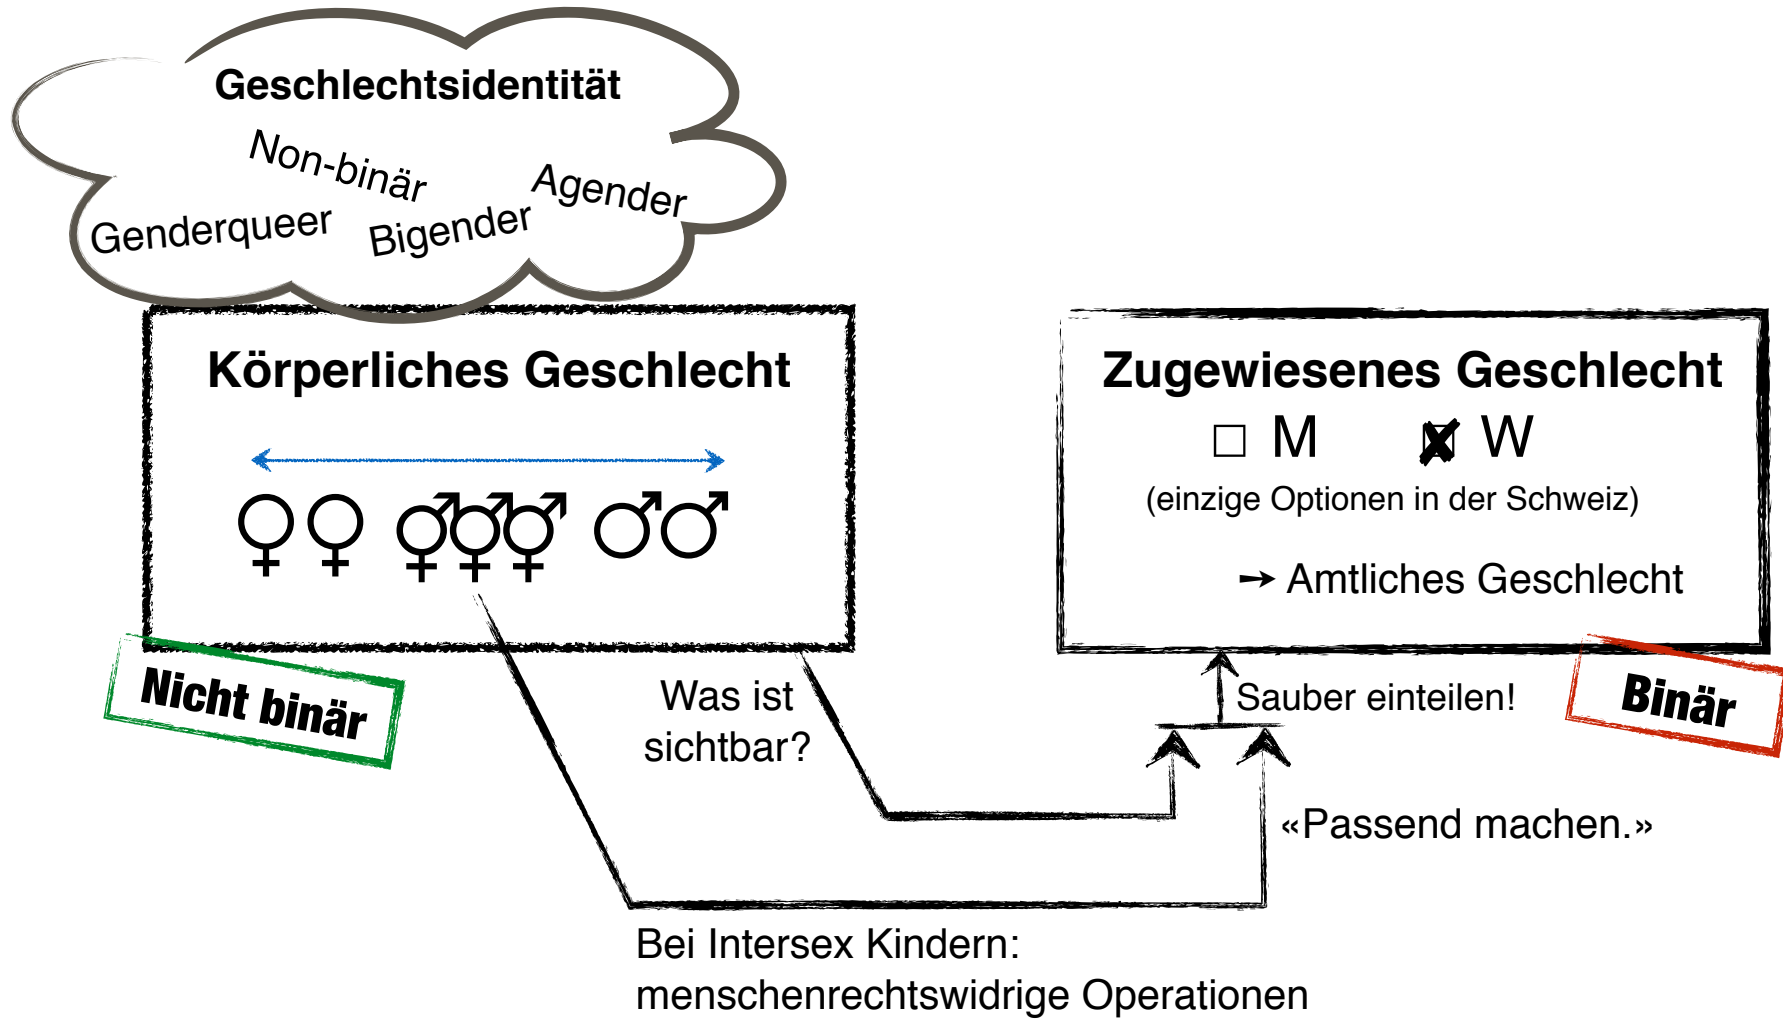 Geschlechtsidentität
Non-binär
Agender
Genderqueer
Bigender
Körperliches Geschlecht
Nicht binär
Zugewiesenes Geschlecht
☐ M ☒ W
(einzige Optionen in der Schweiz)
→ Amtliches Geschlecht
Binär
Was ist
sichtbar?
Sauber einteilen!
«Passend machen.»
Bei Intersex Kindern:
menschenrechtswidrige Operationen